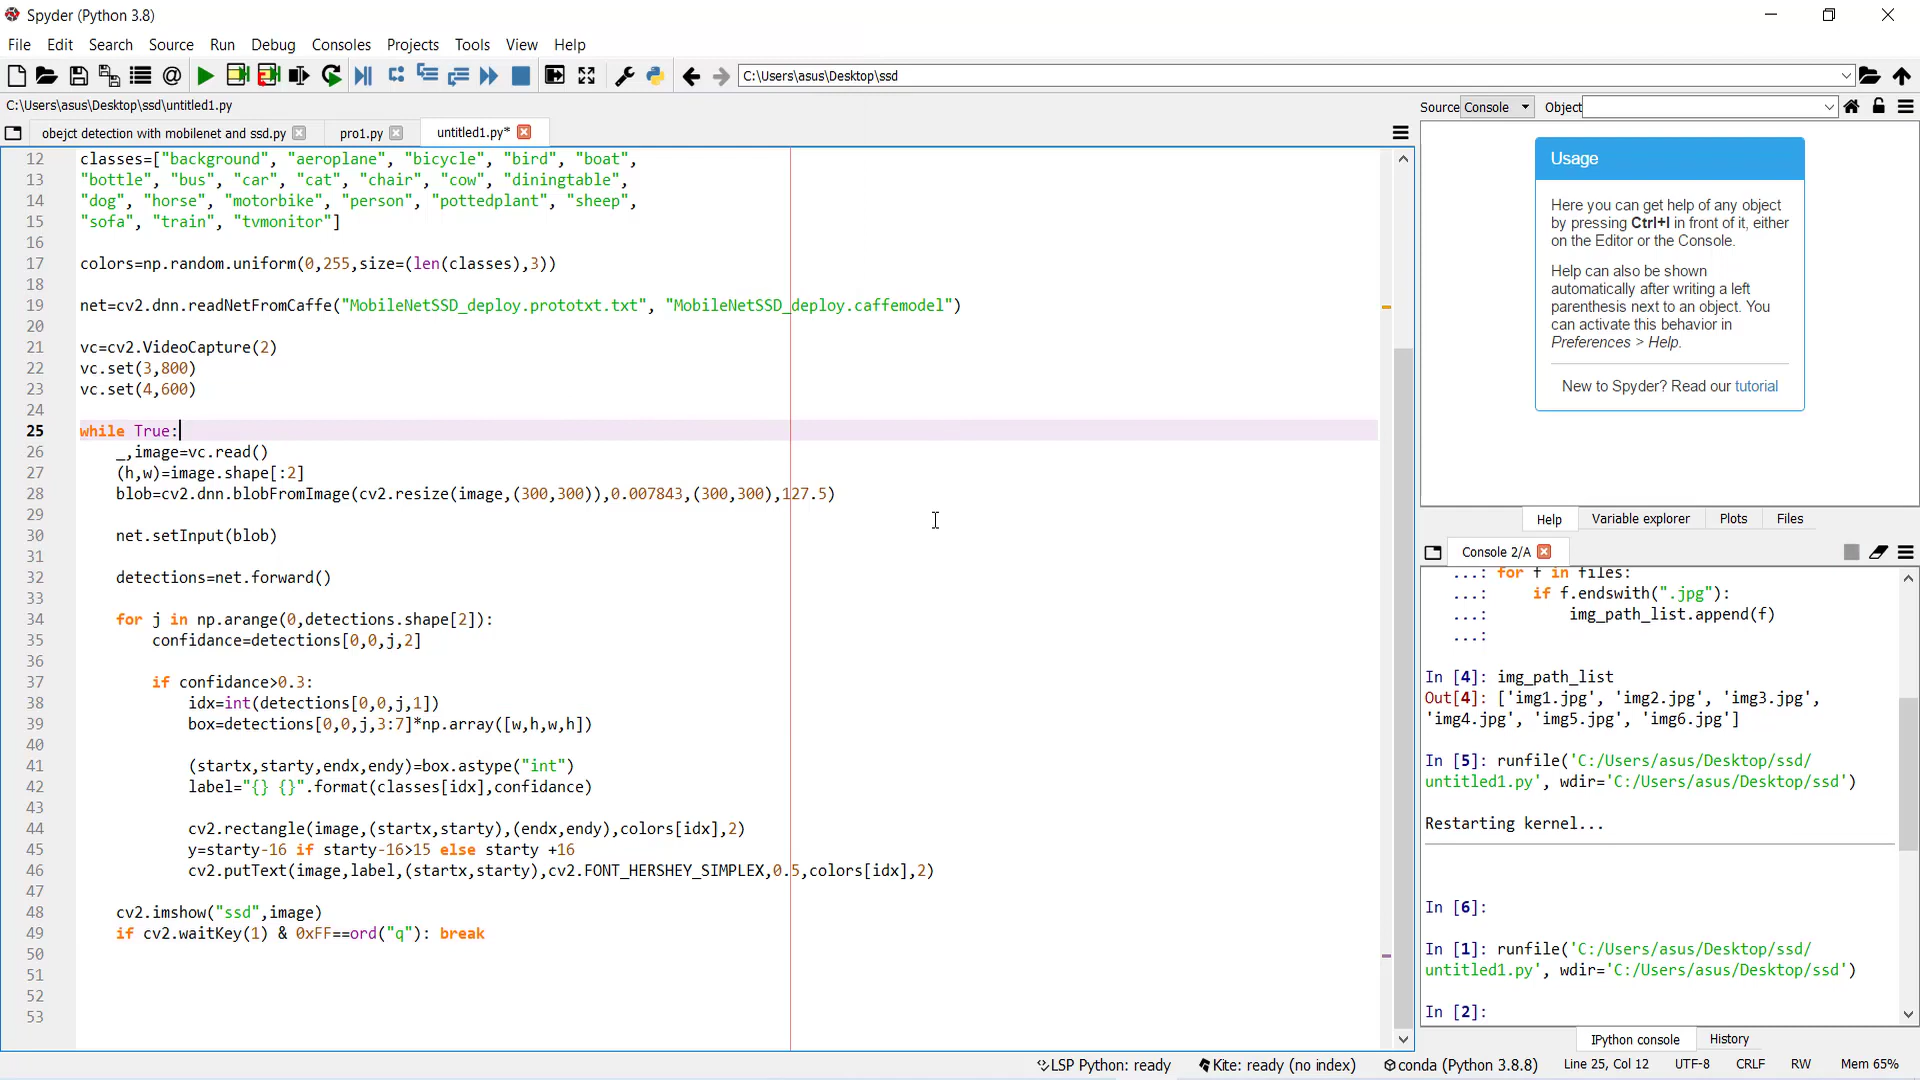 Spyder (Python 3.8)
File Edit Search Source Run Debug Consoles Projects Tools View Help
C:\Users\asus\Desktop\ssd
C:\Users\asus\Desktop\ssd\untitled1.py
obejct detection with mobilenet and ssd.py pro1.py untitled1.py*
12 classes=["background", "aeroplane", "bicycle", "bird", "boat",
13 "bottle", "bus", "car", "cat", "chair", "cow", "diningtable",
14 "dog", "horse", "motorbike", "person", "pottedplant", "sheep",
15 "sofa", "train", "tvmonitor"]
16
17 colors=np.random.uniform(0,255,size=(len(classes),3))
18
19 net=cv2.dnn.readNetFromCaffe("MobileNetSSD_deploy.prototxt.txt", "MobileNetSSD_deploy.caffemodel")
20
21 vc=cv2.VideoCapture(2)
22 vc.set(3,800)
23 vc.set(4,600)
24
25 while True:
26 _,image=vc.read()
27 (h,w)=image.shape[:2]
28 blob=cv2.dnn.blobFromImage(cv2.resize(image,(300,300)),0.007843,(300,300),127.5)
29
30 net.setInput(blob)
31
32 detections=net.forward()
33
34 for j in np.arange(0,detections.shape[2]):
35 confidance=detections[0,0,j,2]
36
37 if confidance>0.3:
38 idx=int(detections[0,0,j,1])
39 box=detections[0,0,j,3:7]*np.array([w,h,w,h])
40
41 (startx,starty,endx,endy)=box.astype("int")
42 label="{} {}".format(classes[idx],confidance)
43
44 cv2.rectangle(image,(startx,starty),(endx,endy),colors[idx],2)
45 y=starty-16 if starty-16>15 else starty +16
46 cv2.putText(image,label,(startx,starty),cv2.FONT_HERSHEY_SIMPLEX,0.5,colors[idx],2)
47
48 cv2.imshow("ssd",image)
49 if cv2.waitKey(1) & 0xFF==ord("q"): break
50
51
52
53
Source Console Object
Usage
Here you can get help of any object
by pressing Ctrl+I in front of it, either
on the Editor or the Console.
Help can also be shown
automatically after writing a left
parenthesis next to an object. You
can activate this behavior in
Preferences > Help.
New to Spyder? Read our tutorial
Help Variable explorer Plots Files
Console 2/A
...: for f in files:
...: if f.endswith(".jpg"):
...: img_path_list.append(f)
...:
In [4]: img_path_list
Out[4]: ['img1.jpg', 'img2.jpg', 'img3.jpg',
'img4.jpg', 'img5.jpg', 'img6.jpg']
In [5]: runfile('C:/Users/asus/Desktop/ssd/
untitled1.py', wdir='C:/Users/asus/Desktop/ssd')
Restarting kernel...
In [6]:
In [1]: runfile('C:/Users/asus/Desktop/ssd/
untitled1.py', wdir='C:/Users/asus/Desktop/ssd')
In [2]:
IPython console History
LSP Python: ready Kite: ready (no index) conda (Python 3.8.8) Line 25, Col 12 UTF-8 CRLF RW Mem 65%